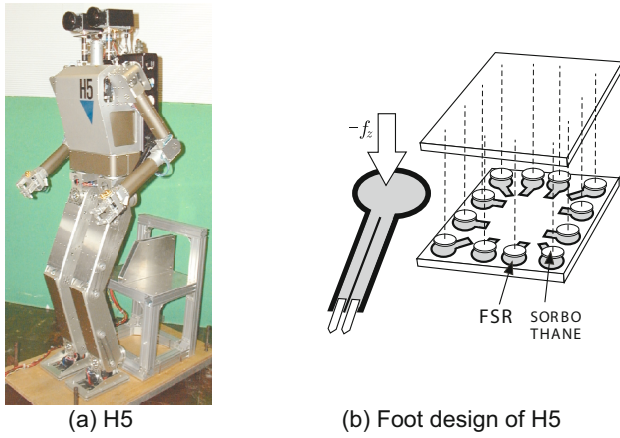 H5
-f_z
FSR
SORBO
THANE
(a) H5
(b) Foot design of H5